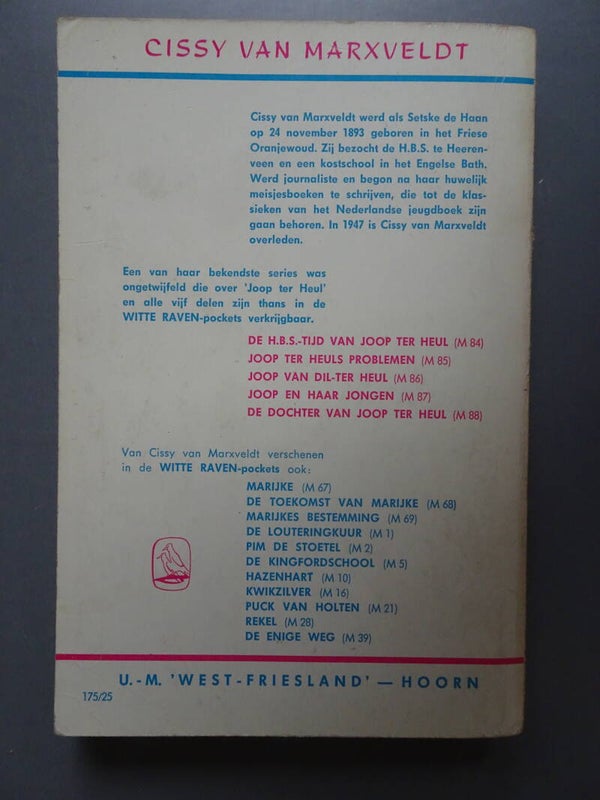 CISSY VAN MARXVELDT
Cissy van Marxveldt werd als Setske de Haan
op 24 november 1893 geboren in het Friese
Oranjewoud. Zij bezocht de H.B.S. te Heeren-
veen en een kostschool in het Engelse Bath.
Werd journaliste en begon na haar huwelijk
meisjesboeken te schrijven, die tot de klas-
sieken van het Nederlandse jeugdboek zijn
gaan behoren. In 1947 is Cissy van Marxveldt
overleden.
Een van haar bekendste series was
ongetwijfeld die over 'Joop ter Heul'
en alle vijf delen zijn thans in de
WITTE RAVEN-pockets verkrijgbaar.
DE H.B.S.-TIJD VAN JOOP TER HEUL (M 84)
JOOP TER HEULS PROBLEMEN (M 85)
JOOP VAN DIL-TER HEUL (M 86)
JOOP EN HAAR JONGEN (M 87)
DE DOCHTER VAN JOOP TER HEUL (M 88)
Van Cissy van Marxveldt verschenen
in de WITTE RAVEN-pockets ook:
MARIJKE (M 67)
DE TOEKOMST VAN MARIJKE (M 68)
MARIJKES BESTEMMING (M 69)
DE LOUTERINGKUUR (M 1)
PIM DE STOETEL (M 2)
DE KINGFORDSCHOOL (M 5)
HAZENHART (M 10)
KWIKZILVER (M 16)
PUCK VAN HOLTEN (M 21)
REKEL (M 28)
DE ENIGE WEG (M 39)
U.-M. 'WEST-FRIESLAND' — HOORN
175/25